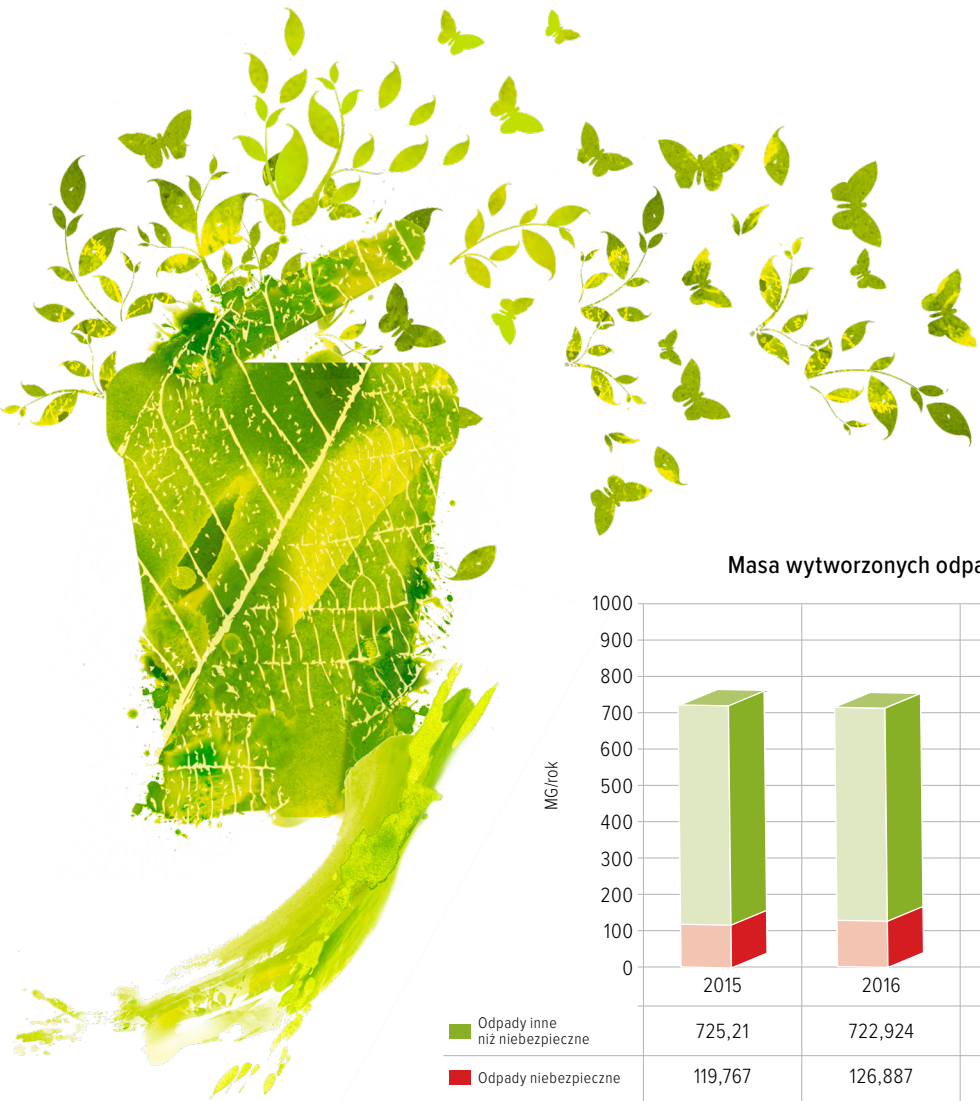 Masa wytworzonych odpa
1000
900
800
700
600
500
400
300
200
100
0
MG/rok
2015 2016
Odpady inne
niż niebezpieczne
725,21 722,924
Odpady niebezpieczne 119,767 126,887